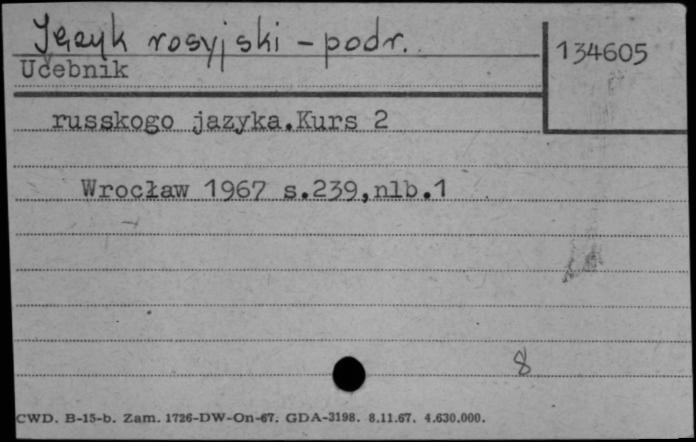 Język rosyjski - podr.
134605
Učebnik
russkogo jazyka.Kurs 2
Wrocław 1967 s.239,nlb.1
8
CWD. B-15-b. Zam. 1726-DW-On-67. GDA-3198. 8.11.67. 4.630.000.